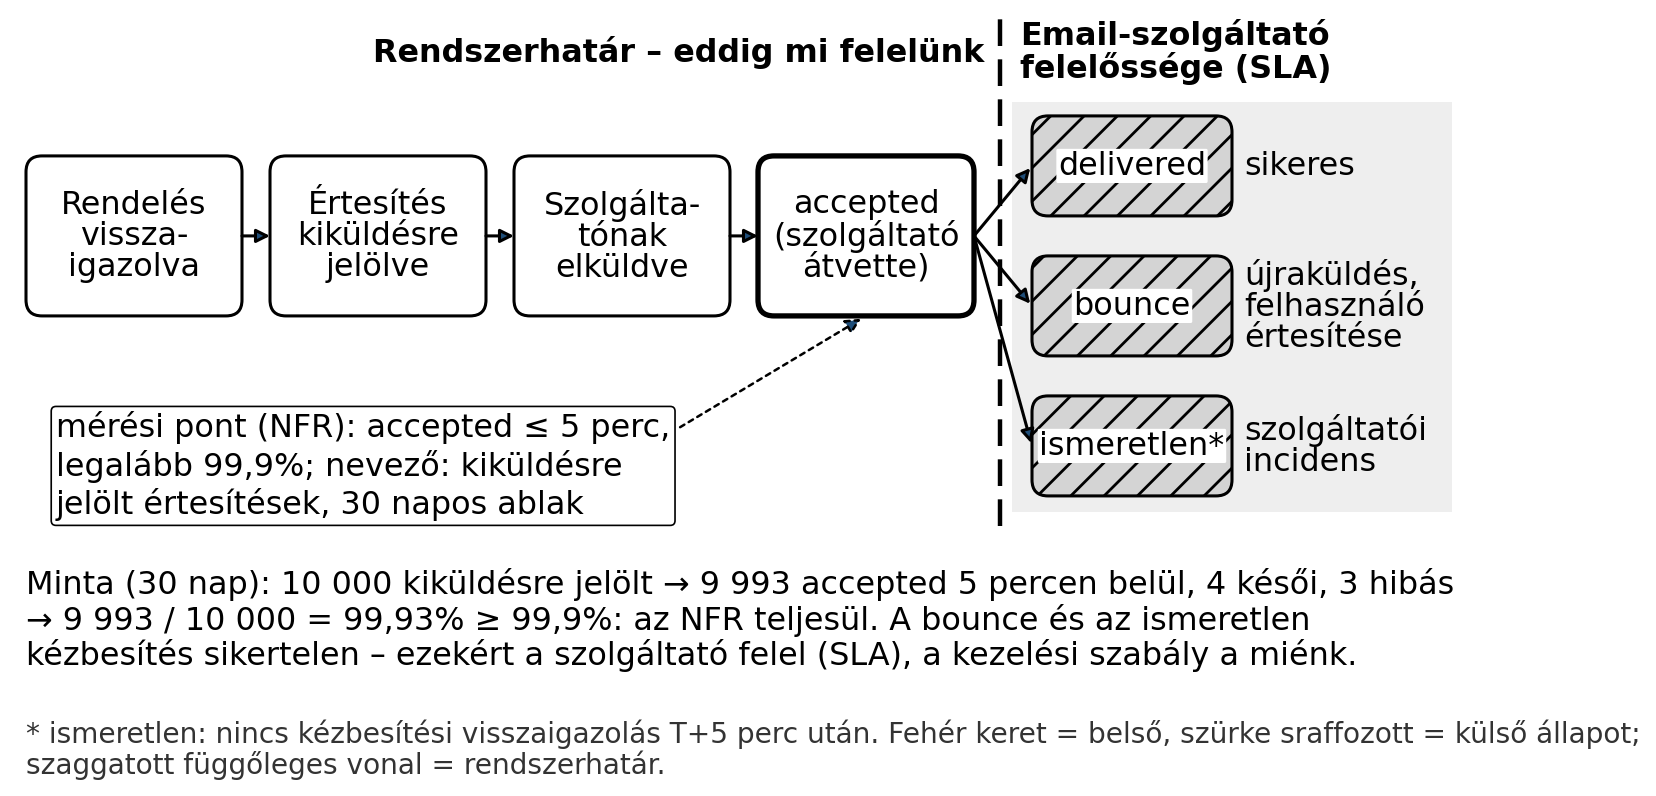 Rendszerhatár – eddig mi felelünk
Email-szolgáltató
felelőssége (SLA)
Rendelés
vissza-
igazolva
Értesítés
kiküldésre
jelölve
Szolgálta-
tónak
elküldve
accepted
(szolgáltató
átvette)
delivered
sikeres
bounce
újraküldés,
felhasználó
értesítése
ismeretlen*
szolgáltatói
incidens
mérési pont (NFR): accepted ≤ 5 perc,
legalább 99,9%; nevező: kiküldésre
jelölt értesítések, 30 napos ablak
Minta (30 nap): 10 000 kiküldésre jelölt → 9 993 accepted 5 percen belül, 4 késői, 3 hibás
→ 9 993 / 10 000 = 99,93% ≥ 99,9%: az NFR teljesül. A bounce és az ismeretlen
kézbesítés sikertelen – ezekért a szolgáltató felel (SLA), a kezelési szabály a miénk.
* ismeretlen: nincs kézbesítési visszaigazolás T+5 perc után. Fehér keret = belső, szürke sraffozott = külső állapot;
szaggatott függőleges vonal = rendszerhatár.